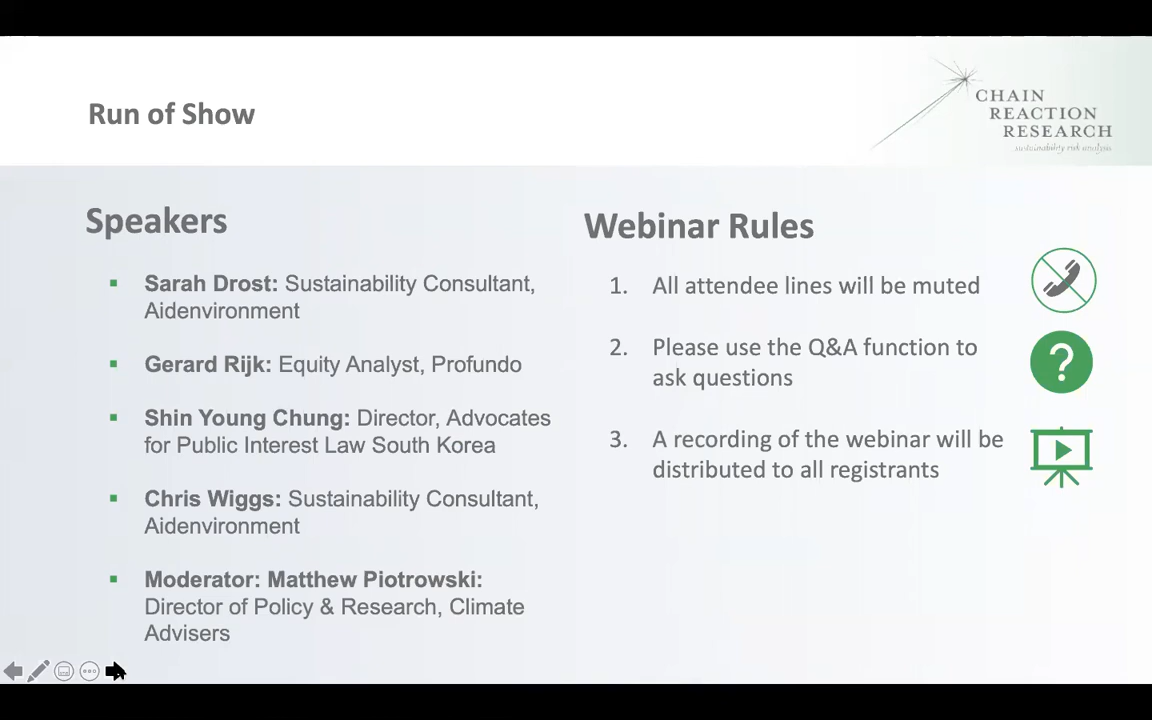 Run of Show
CHAIN
REACTION
RESEARCH
sustainability risk analysis
Speakers
Sarah Drost: Sustainability Consultant,
Aidenvironment
Gerard Rijk: Equity Analyst, Profundo
Shin Young Chung: Director, Advocates
for Public Interest Law South Korea
Chris Wiggs: Sustainability Consultant,
Aidenvironment
Moderator: Matthew Piotrowski:
Director of Policy & Research, Climate
Advisers
Webinar Rules
1. All attendee lines will be muted
2. Please use the Q&A function to
ask questions
3. A recording of the webinar will be
distributed to all registrants
?